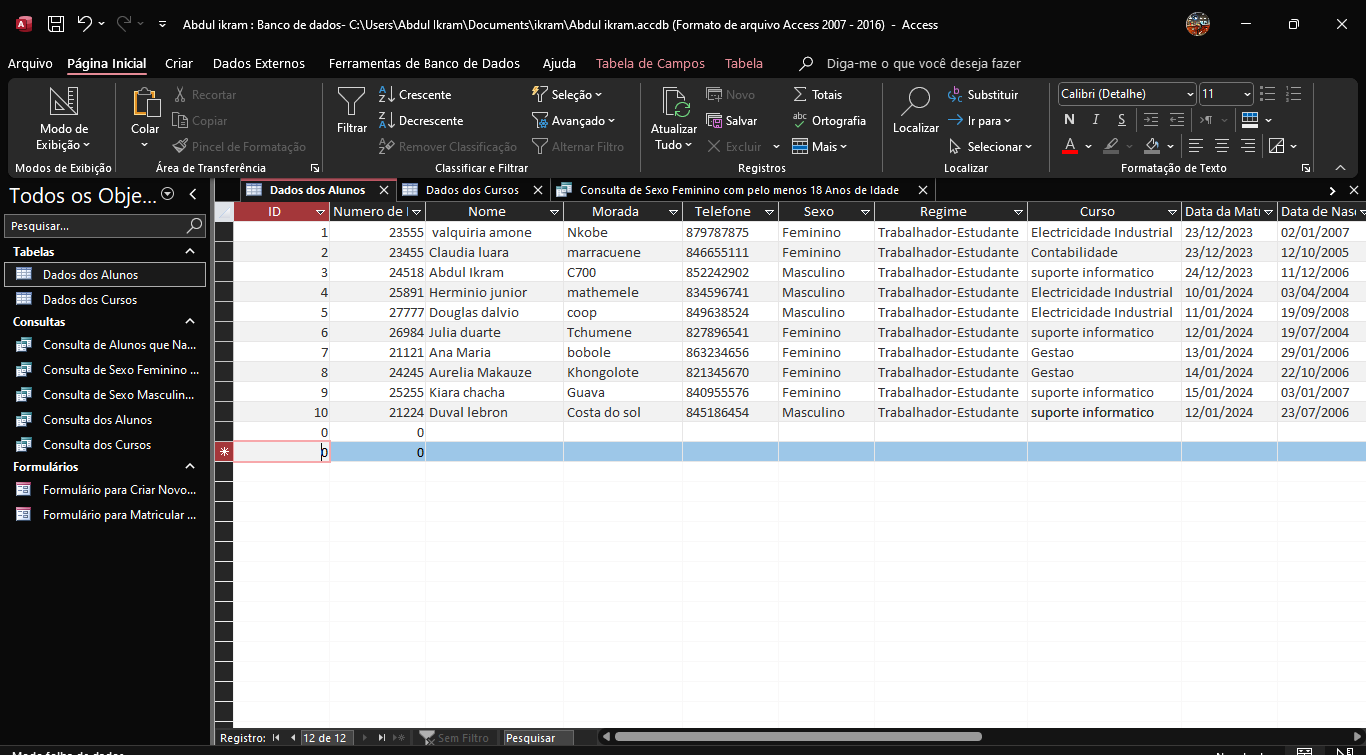 Abdul ikram : Banco de dados- C:\Users\Abdul Ikram\Documents\ikram\Abdul ikram.accdb (Formato de arquivo Access 2007 - 2016) - Access
Arquivo Página Inicial Criar Dados Externos Ferramentas de Banco de Dados Ajuda Tabela de Campos Tabela Diga-me o que você deseja fazer
Modo de Exibição
Colar
Recortar
Copiar
Pincel de Formatação
Filtrar
Crescente
Decrescente
Remover Classificação
Seleção
Avançado
Alternar Filtro
Atualizar Tudo
Novo
Salvar
Excluir
Totais
Ortografia
Mais
Localizar
Substituir
Ir para
Selecionar
Calibri (Detalhe) 11
N I S
A
Modos de Exibição Área de Transferência Classificar e Filtrar Registros Localizar Formatação de Texto
Todos os Obje...
Pesquisar...
Tabelas
Dados dos Alunos
Dados dos Cursos
Consultas
Consulta de Alunos que Na...
Consulta de Sexo Feminino ...
Consulta de Sexo Masculin...
Consulta dos Alunos
Consulta dos Cursos
Formulários
Formulário para Criar Novo...
Formulário para Matricular ...
Dados dos Alunos Dados dos Cursos Consulta de Sexo Feminino com pelo menos 18 Anos de Idade
ID Numero de Nome Morada Telefone Sexo Regime Curso Data da Matr Data de Nasc
1 23555 valquiria amone Nkobe 879787875 Feminino Trabalhador-Estudante Electricidade Industrial 23/12/2023 02/01/2007
2 23455 Claudia luara marracuene 846655111 Feminino Trabalhador-Estudante Contabilidade 23/12/2023 12/10/2005
3 24518 Abdul Ikram C700 852242902 Masculino Trabalhador-Estudante suporte informatico 24/12/2023 11/12/2006
4 25891 Herminio junior mathemele 834596741 Masculino Trabalhador-Estudante Electricidade Industrial 10/01/2024 03/04/2004
5 27777 Douglas dalvio coop 849638524 Masculino Trabalhador-Estudante Electricidade Industrial 11/01/2024 19/09/2008
6 26984 Julia duarte Tchumene 827896541 Feminino Trabalhador-Estudante suporte informatico 12/01/2024 19/07/2004
7 21121 Ana Maria bobole 863234656 Feminino Trabalhador-Estudante Gestao 13/01/2024 29/01/2006
8 24245 Aurelia Makauze Khongolote 821345670 Feminino Trabalhador-Estudante Gestao 14/01/2024 22/10/2006
9 25255 Kiara chacha Guava 840955576 Feminino Trabalhador-Estudante suporte informatico 15/01/2024 03/01/2007
10 21224 Duval lebron Costa do sol 845186454 Masculino Trabalhador-Estudante suporte informatico 12/01/2024 23/07/2006
0 0
0 0
Registro: 12 de 12 Sem Filtro Pesquisar